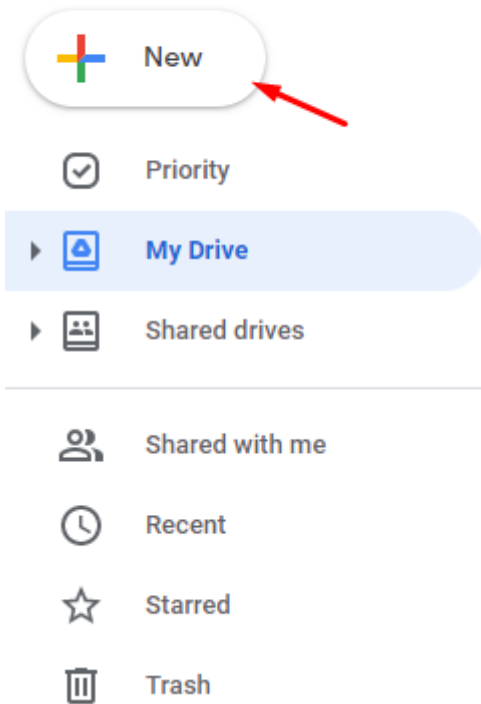 New
Priority
My Drive
Shared drives
Shared with me
Recent
Starred
Trash